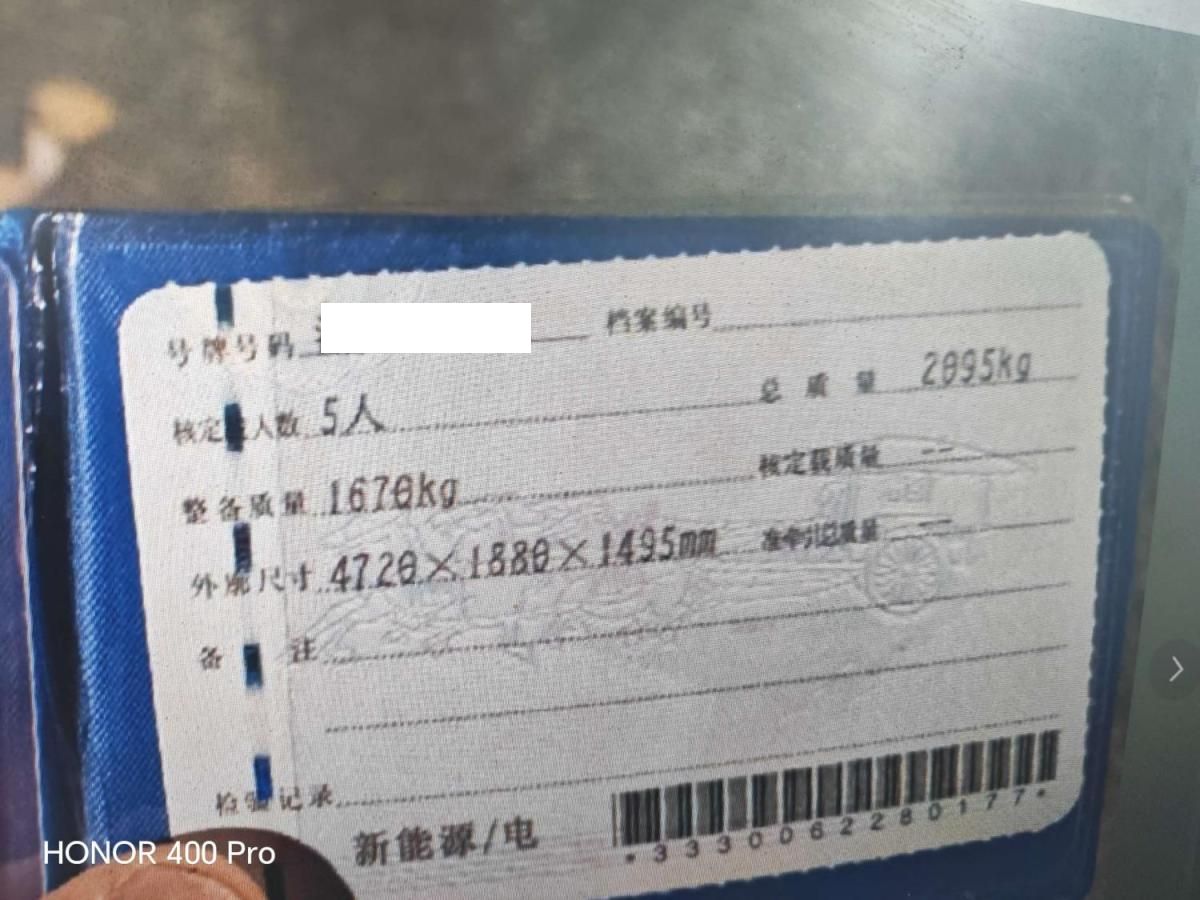 号牌号码 档案编号
核定载人数 5人 总质量 2095kg
整备质量 1670kg 核定载质量 --
外廓尺寸 4720×1880×1495mm 准牵引总质量 --
备注
检验记录
新能源/电
*3330062280177*
HONOR 400 Pro